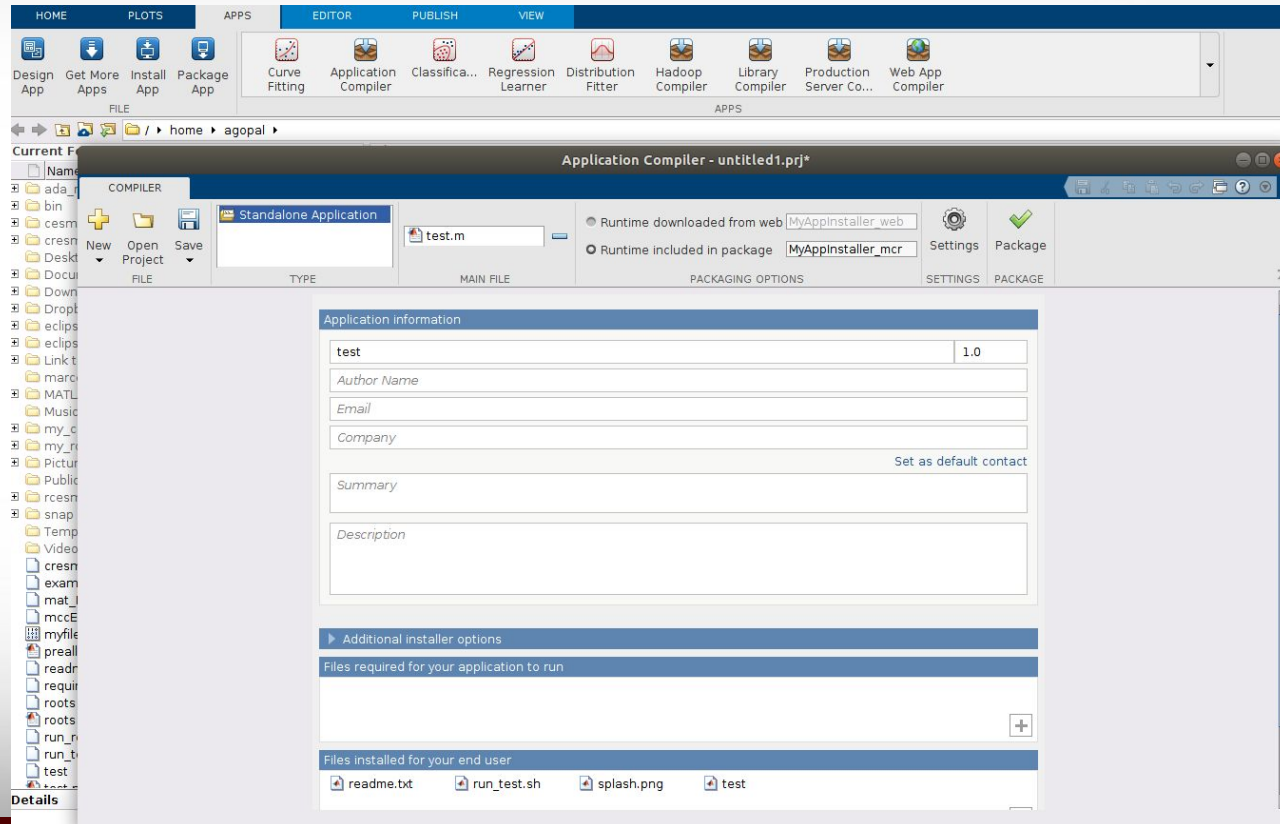 HOME PLOTS APPS EDITOR PUBLISH VIEW
Design App
Get More Apps
Install App
Package App
Curve Fitting
Application Compiler
Classifica...
Regression Learner
Distribution Fitter
Hadoop Compiler
Library Compiler
Production Server Co...
Web App Compiler
FILE APPS
/ home agopal
Current F
Name
Application Compiler - untitled1.prj*
COMPILER
New
Open Project
Save
Standalone Application
test.m
Runtime downloaded from web MyAppInstaller_web
Runtime included in package MyAppInstaller_mcr
Settings
Package
FILE TYPE MAIN FILE PACKAGING OPTIONS SETTINGS PACKAGE
ada_r
bin
cesm
cresm
Deskt
Docu
Down
Dropb
eclips
eclips
Link t
marc
MATL
Music
my_c
my_r
Pictur
Public
rcesm
snap
Temp
Video
cresm
exam
mat_
mccE
myfile
preall
readn
requir
roots
roots
run_r
run_t
test
Details
Application information
test 1.0
Author Name
Email
Company
Set as default contact
Summary
Description
Additional installer options
Files required for your application to run
Files installed for your end user
readme.txt run_test.sh splash.png test